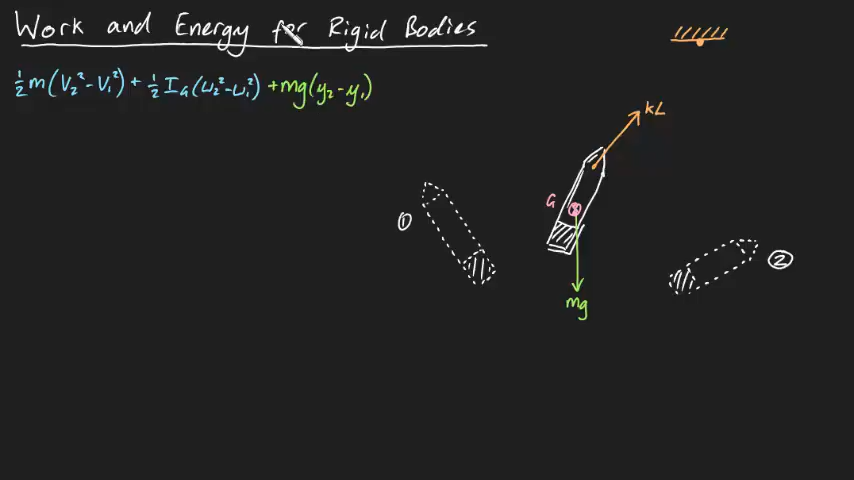 Work and Energy for Rigid Bodies
½m(V₂²-V₁²)+½I_G(ω₂²-ω₁²)+mg(y₂-y₁)
kL
G
①
②
mg